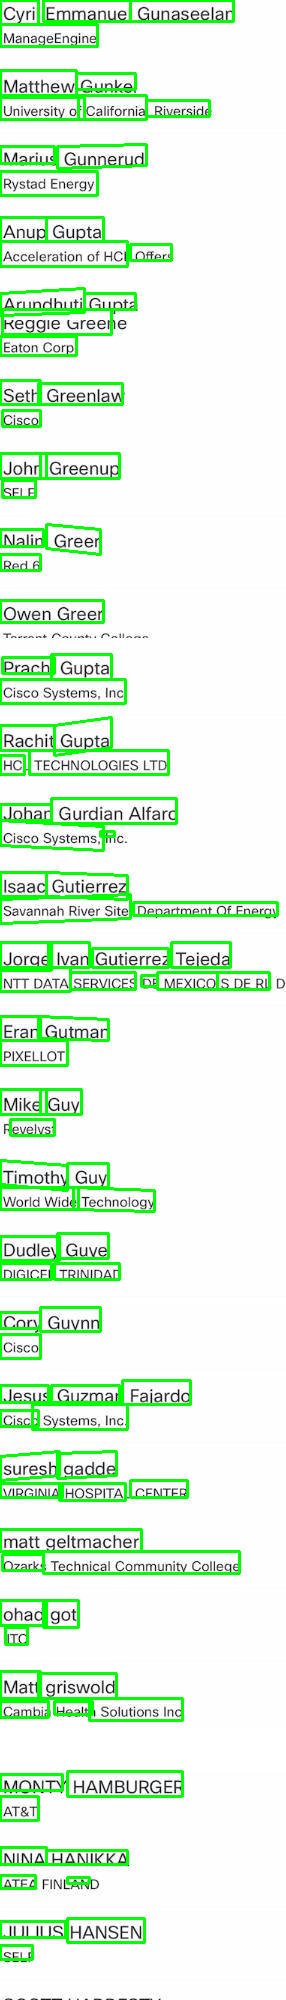 Cyril Emmanuel Gunaseelan
ManageEngine
Matthew Gunkel
University of California, Riverside
Marius Gunnerud
Rystad Energy
Anup Gupta
Acceleration of HCI Offers
Arundhuti Gupta
Reggie Greene
Eaton Corp
Seth Greenlaw
Cisco
John Greenup
SELF
Nalin Greer
Red 6
Owen Greer
Tarrant County College
Prachi Gupta
Cisco Systems, Inc
Rachit Gupta
HCL TECHNOLOGIES LTD
Johan Gurdian Alfaro
Cisco Systems, Inc.
Isaac Gutierrez
Savannah River Site Department Of Energy
Jorge Ivan Gutierrez Tejeda
NTT DATA SERVICES DE MEXICO S DE RL D
Eran Gutman
PIXELLOT
Mike Guy
Revelyst
Timothy Guy
World Wide Technology
Dudley Guye
DIGICEL TRINIDAD
Cory Guynn
Cisco
Jesus Guzman Fajardo
Cisco Systems, Inc.
suresh gadde
VIRGINIA HOSPITAL CENTER
matt geltmacher
Ozarks Technical Community College
ohad got
ITC
Matt griswold
Cambia Health Solutions Inc
MONTY HAMBURGER
AT&T
NINA HANIKKA
ATEA FINLAND
JULIUS HANSEN
SELF
SCOTT HARDESTY